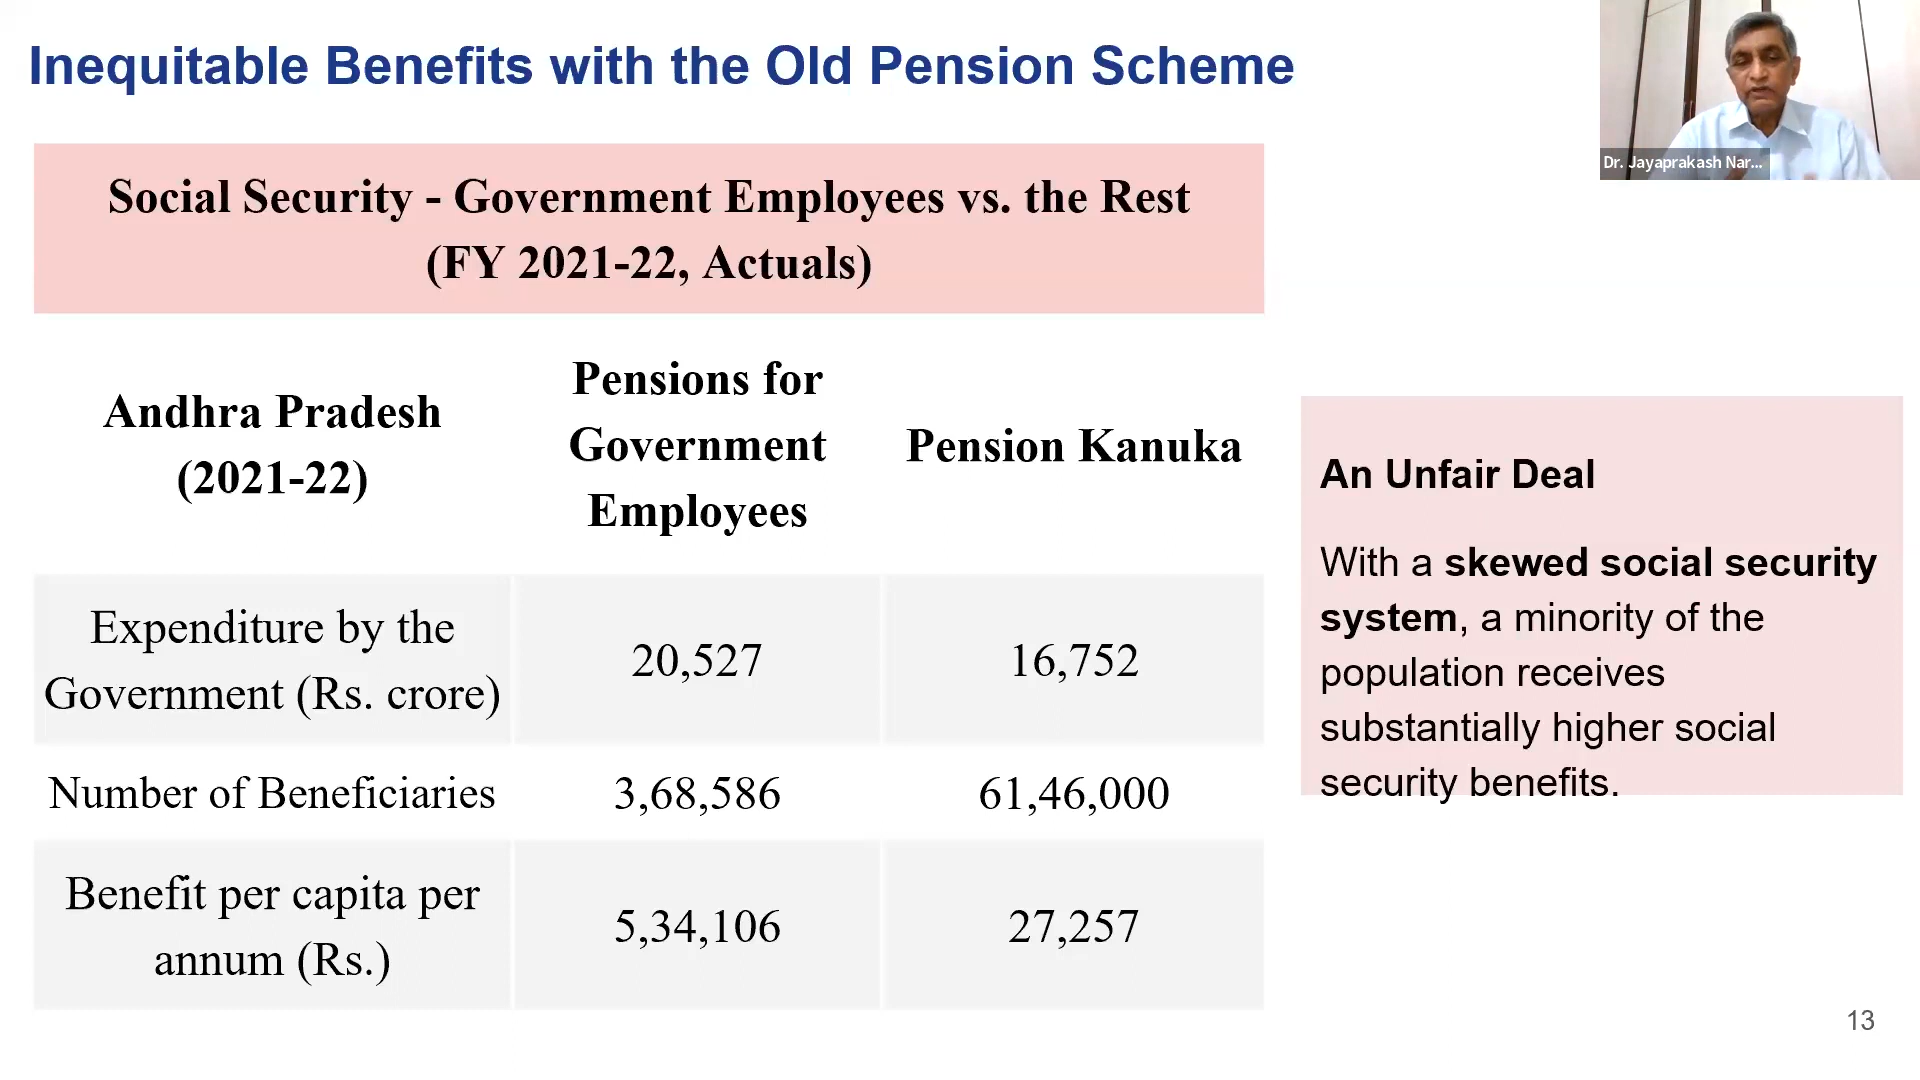 Inequitable Benefits with the Old Pension Scheme
Dr. Jayaprakash Nar...
Social Security - Government Employees vs. the Rest
(FY 2021-22, Actuals)
Andhra Pradesh
(2021-22)
Pensions for
Government
Employees
Pension Kanuka
Expenditure by the
Government (Rs. crore)
20,527
16,752
Number of Beneficiaries
3,68,586
61,46,000
Benefit per capita per
annum (Rs.)
5,34,106
27,257
An Unfair Deal
With a skewed social security
system, a minority of the
population receives
substantially higher social
security benefits.
13